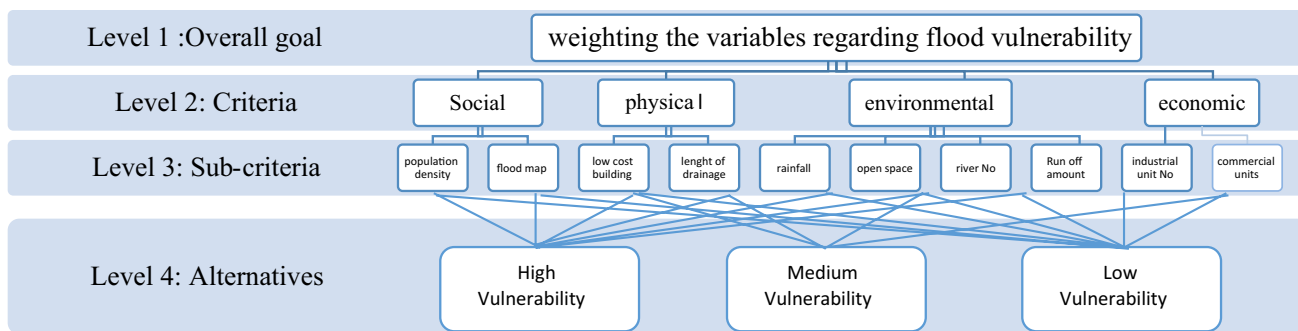 Level 1 :Overall goal
weighting the variables regarding flood vulnerability
Level 2: Criteria
Social
physical
environmental
economic
Level 3: Sub-criteria
population
density
flood map
low cost
building
lenght of
drainage
rainfall
open space
river No
Run off
amount
industrial
unit No
commercial
units
Level 4: Alternatives
High
Vulnerability
Medium
Vulnerability
Low
Vulnerability